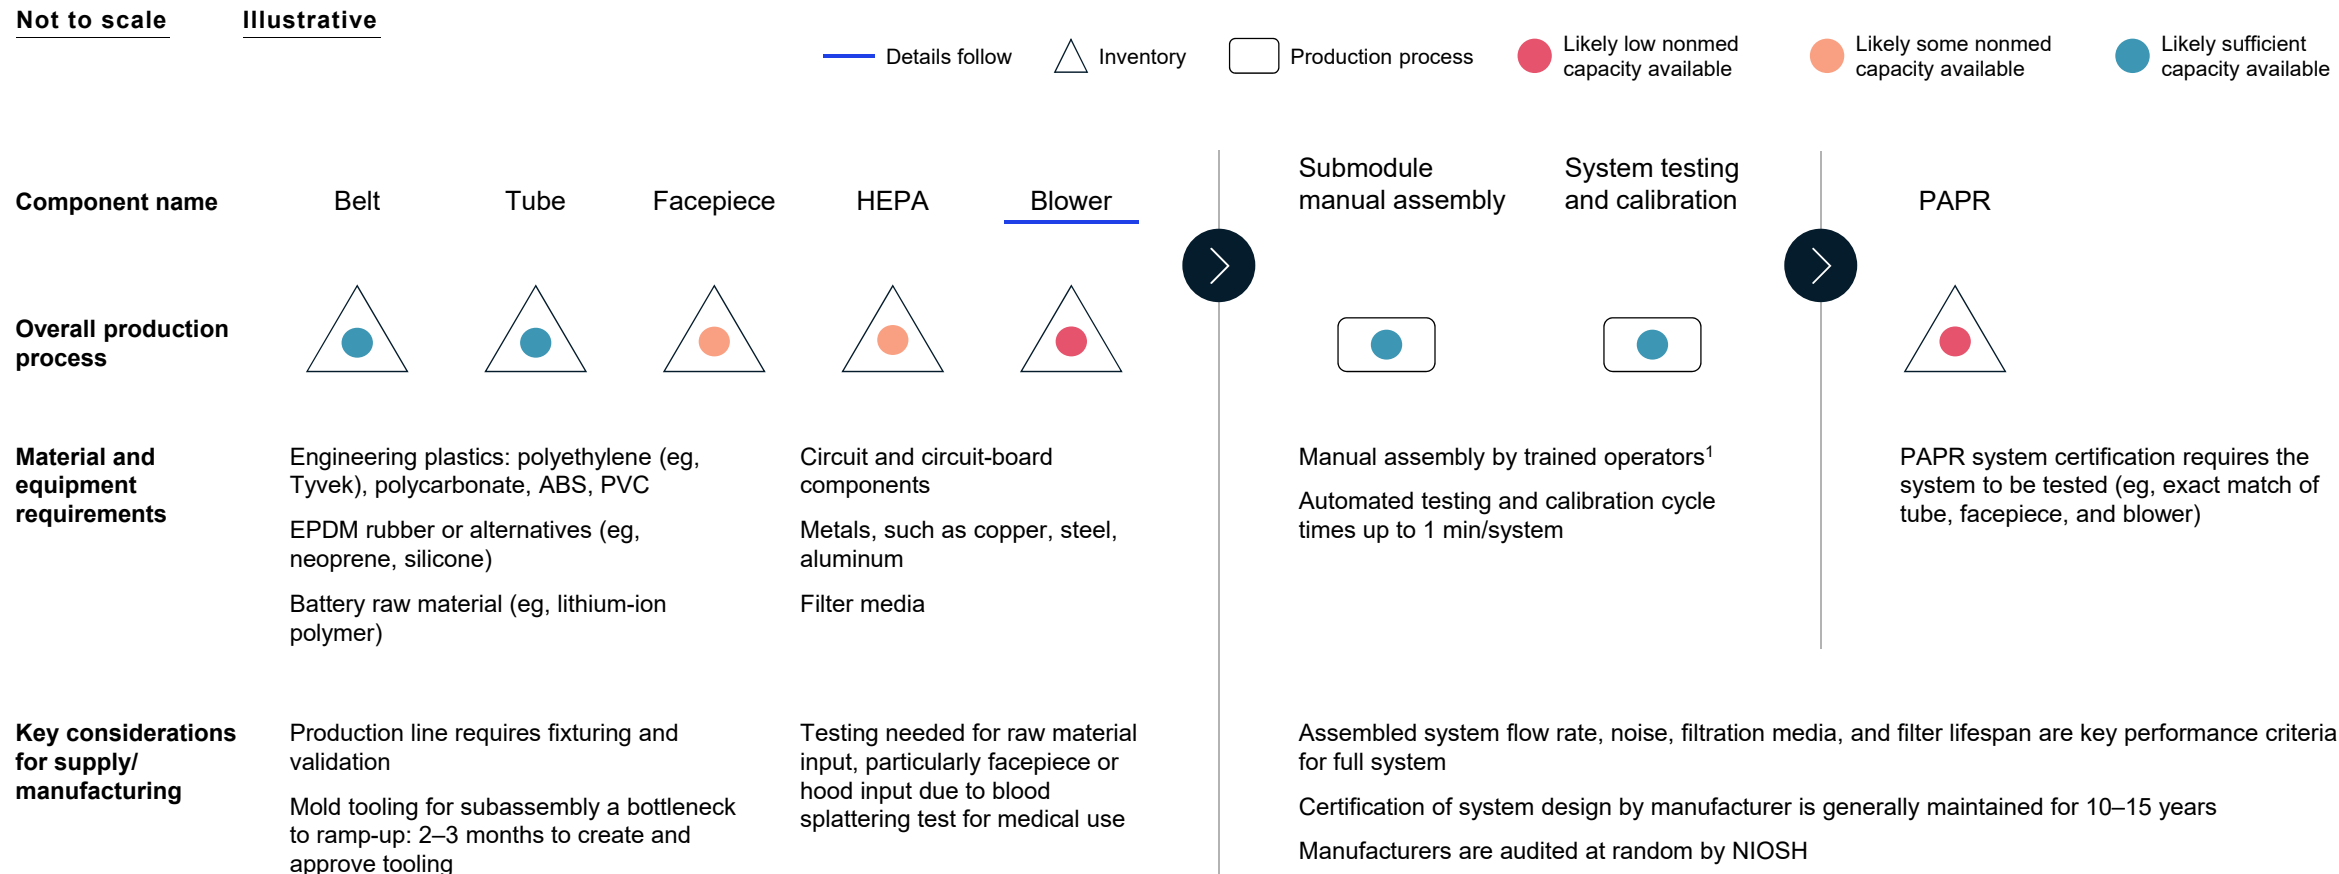 Not to scale
Illustrative
Details follow
Inventory
Production process
Likely low nonmed
capacity available
Likely some nonmed
capacity available
Likely sufficient
capacity available
Component name
Belt
Tube
Facepiece
HEPA
Blower
Submodule
manual assembly
System testing
and calibration
PAPR
Overall production
process
Material and
equipment
requirements
Engineering plastics: polyethylene (eg,
Tyvek), polycarbonate, ABS, PVC
EPDM rubber or alternatives (eg,
neoprene, silicone)
Battery raw material (eg, lithium-ion
polymer)
Circuit and circuit-board
components
Metals, such as copper, steel,
aluminum
Filter media
Manual assembly by trained operators¹
Automated testing and calibration cycle
times up to 1 min/system
PAPR system certification requires the
system to be tested (eg, exact match of
tube, facepiece, and blower)
Key considerations
for supply/
manufacturing
Production line requires fixturing and
validation
Mold tooling for subassembly a bottleneck
to ramp-up: 2–3 months to create and
approve tooling
Testing needed for raw material
input, particularly facepiece or
hood input due to blood
splattering test for medical use
Assembled system flow rate, noise, filtration media, and filter lifespan are key performance criteria
for full system
Certification of system design by manufacturer is generally maintained for 10–15 years
Manufacturers are audited at random by NIOSH